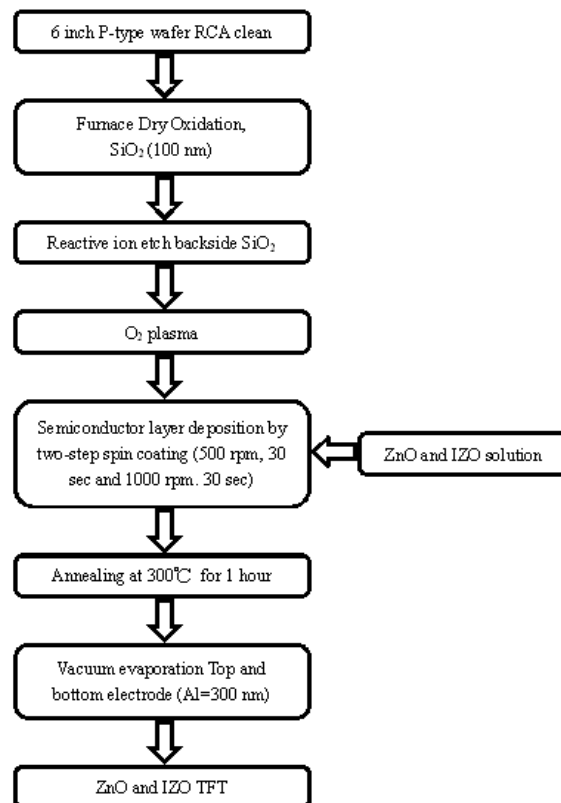 6 inch P-type wafer RCA clean
Furnace Dry Oxidation,
SiO₂ (100 nm)
Reactive ion etch backside SiO₂
O₂ plasma
Semiconductor layer deposition by
two-step spin coating (500 rpm, 30
sec and 1000 rpm. 30 sec)
ZnO and IZO solution
Annealing at 300℃ for 1 hour
Vacuum evaporation Top and
bottom electrode (Al=300 nm)
ZnO and IZO TFT